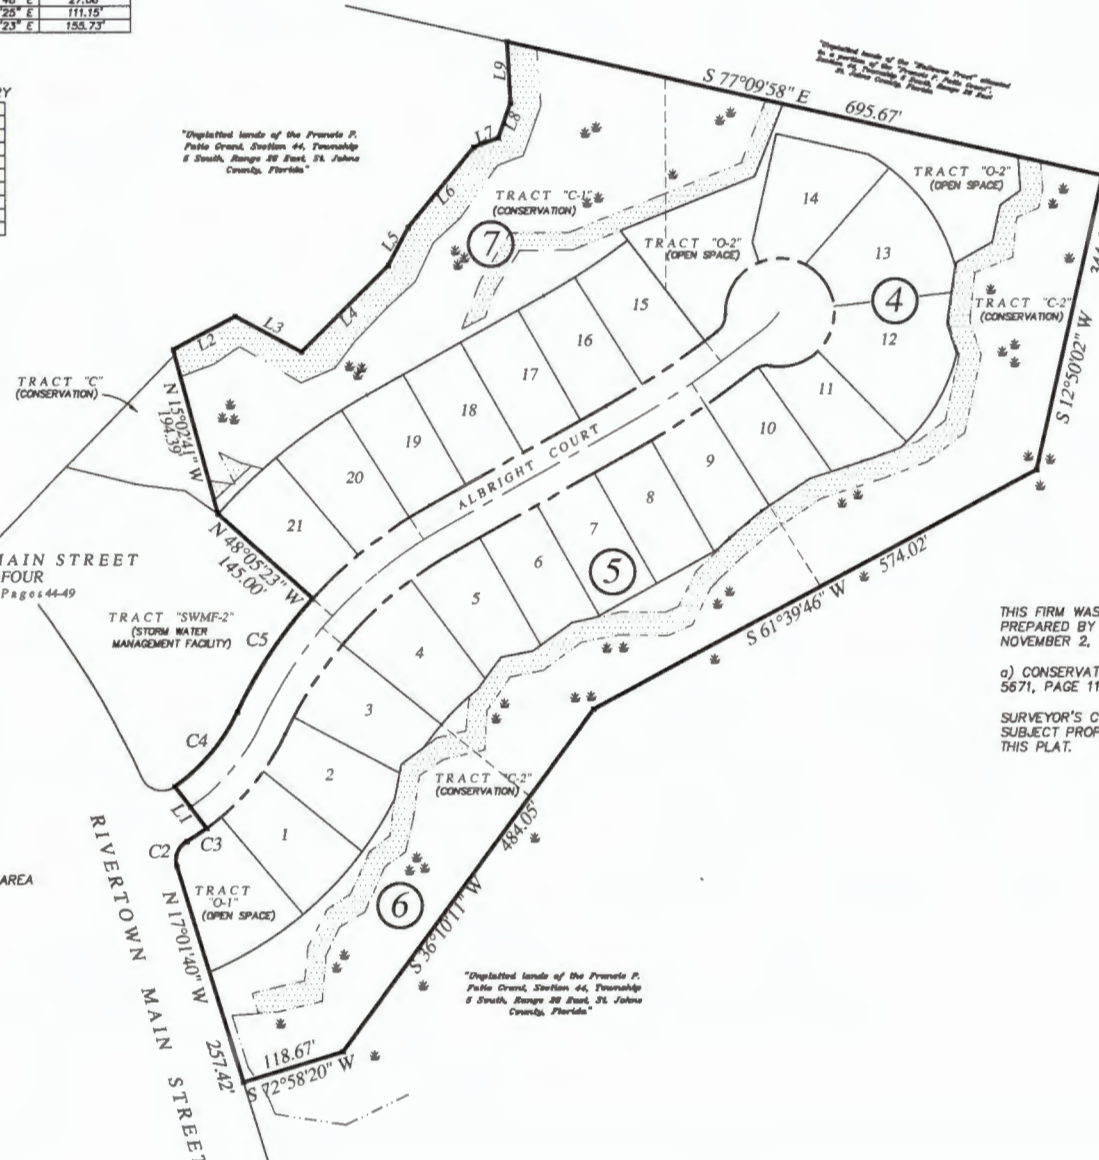 27.00'
'25" E 111.15'
'23" E 155.73'
RY
"Unplatted lands of the Francis P.
Fatio Grant, Section 44, Township
5 South, Range 26 East, St. Johns
County, Florida"
L9
L8
L7
L6
L5
L4
L3
L2
S 77°09'58" E
695.67'
TRACT "C-1"
(CONSERVATION)
7
TRACT "O-2"
(OPEN SPACE)
TRACT "O-2"
(OPEN SPACE)
14
13
4
12
TRACT "C-2"
(CONSERVATION)
S 12°50'02" W
11
10
9
8
7
6
5
4
3
2
1
15
16
17
18
19
20
21
ALBRIGHT COURT
5
TRACT "C"
(CONSERVATION)
N 15°02'41" W
194.39'
N 48°05'23" W
145.00'
MAIN STREET
FOUR
Pages 44-49
TRACT "SWMF-2"
(STORM WATER
MANAGEMENT FACILITY)
C5
C4
L1
C3
C2
574.02'
S 61°39'46" W
THIS FIRM WAS
PREPARED BY
NOVEMBER 2,
a) CONSERVAT
5671, PAGE 11
SURVEYOR'S C
SUBJECT PROP
THIS PLAT.
TRACT "C-2"
(CONSERVATION)
484.05'
S 36°10'11" W
6
AREA
TRACT
"O-1"
(OPEN SPACE)
N 17°01'40" W
257.42'
RIVERTOWN MAIN STREET
118.67'
S 72°58'20" W
"Unplatted lands of the Francis P.
Fatio Grant, Section 44, Township
5 South, Range 26 East, St. Johns
County, Florida"